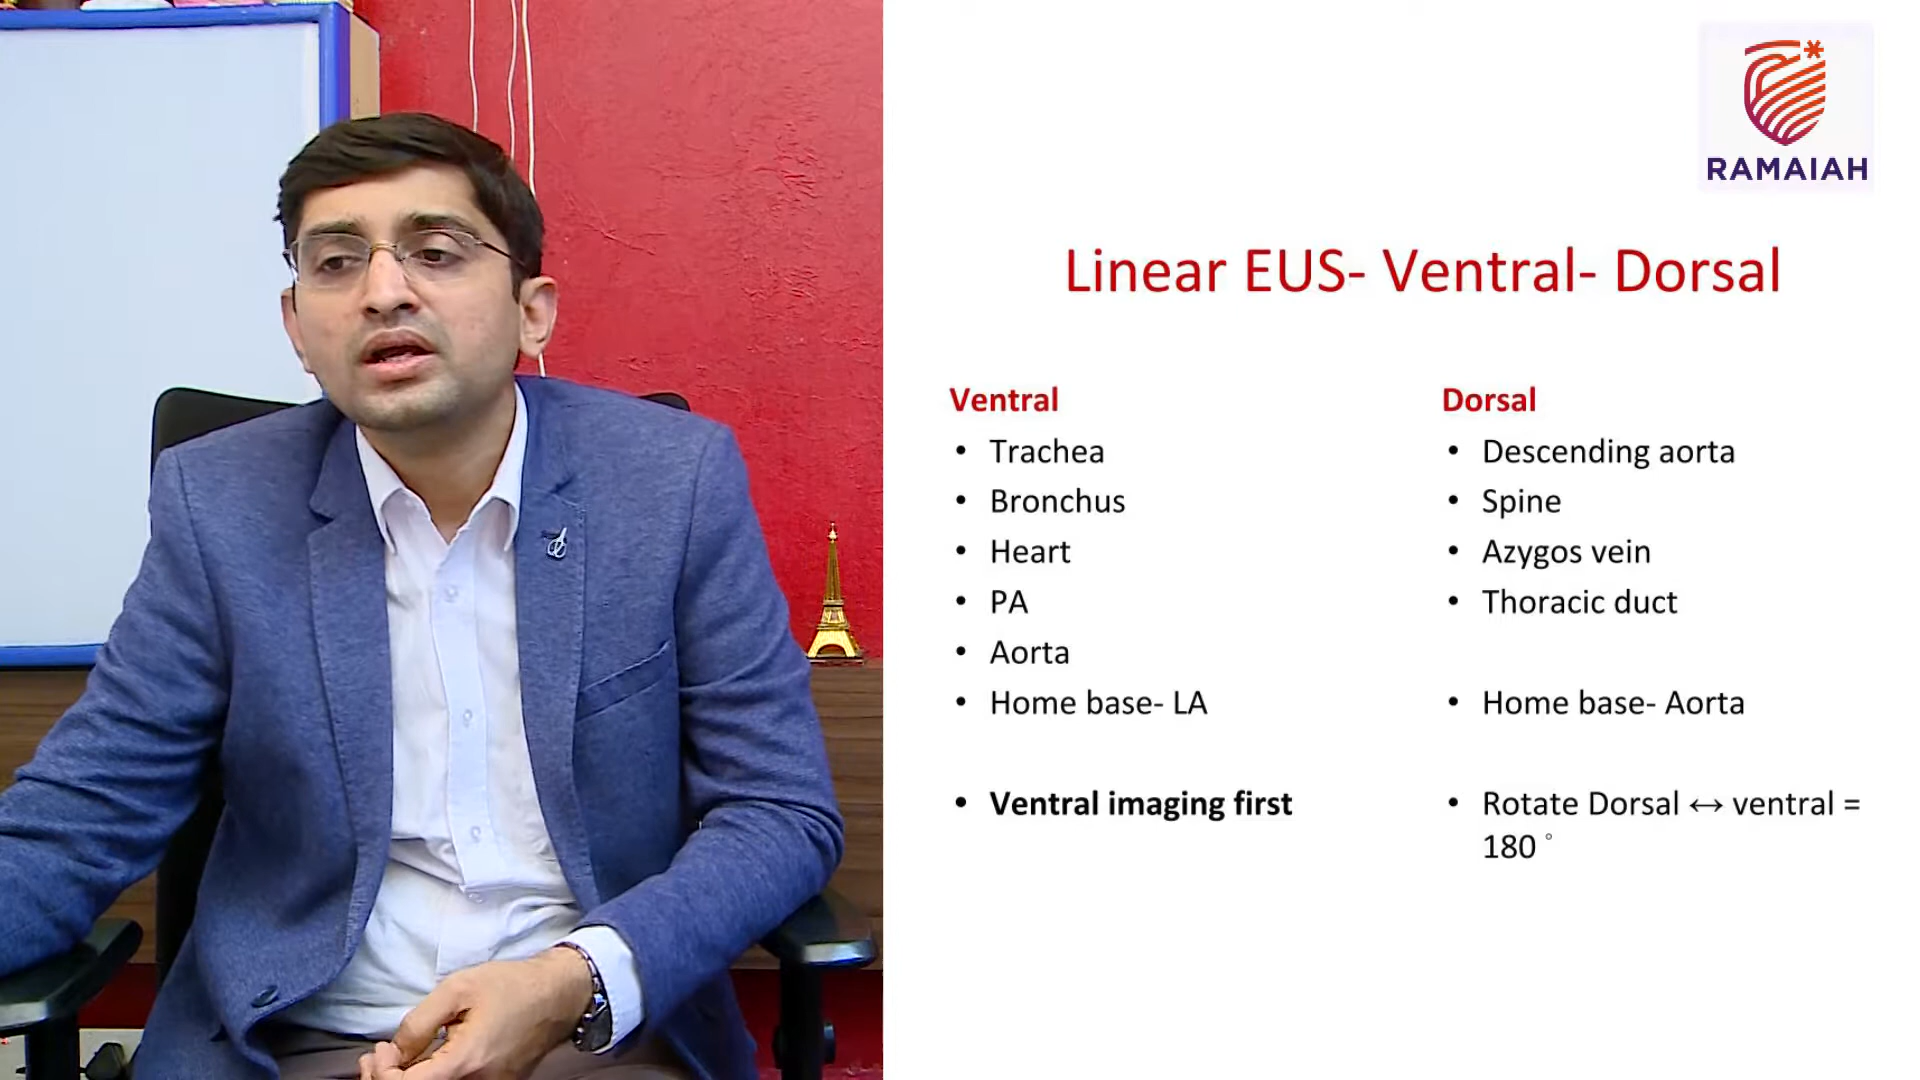 RAMAIAH
Linear EUS- Ventral- Dorsal
Ventral
• Trachea
• Bronchus
• Heart
• PA
• Aorta
• Home base- LA
• Ventral imaging first
Dorsal
• Descending aorta
• Spine
• Azygos vein
• Thoracic duct
• Home base- Aorta
• Rotate Dorsal ↔ ventral =
180 °